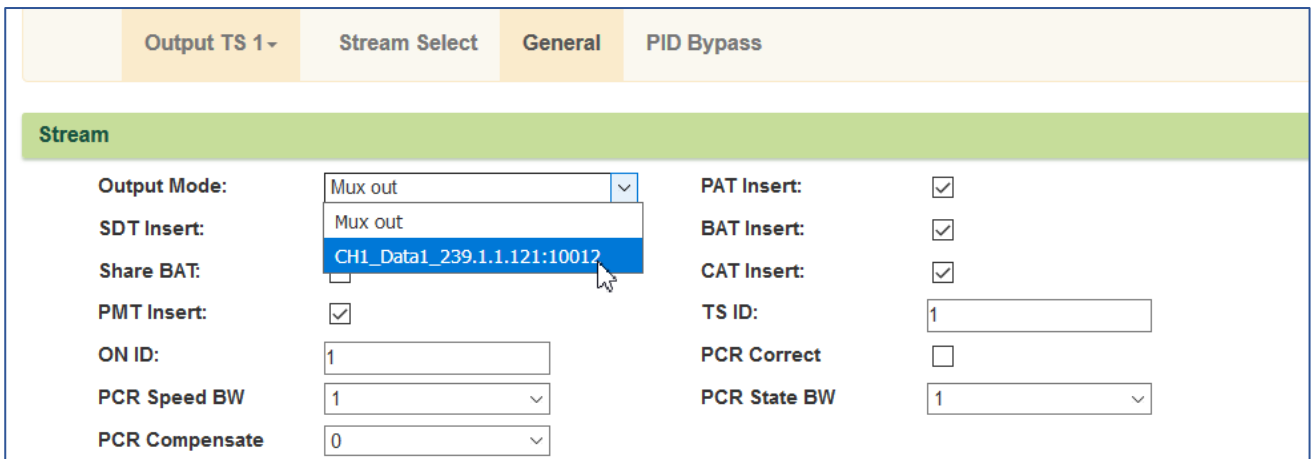 Output TS 1 Stream Select General PID Bypass
Stream
Output Mode: Mux out PAT Insert:
Mux out
SDT Insert: BAT Insert:
CH1_Data1_239.1.1.121:10012
Share BAT: CAT Insert:
PMT Insert: TS ID: 1
ON ID: 1 PCR Correct
PCR Speed BW 1 PCR State BW 1
PCR Compensate 0